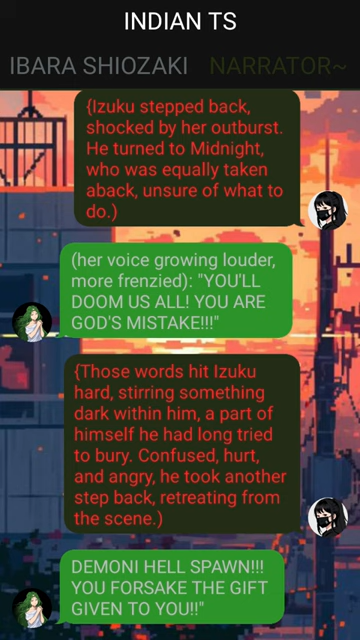 INDIAN TS
IBARA SHIOZAKI NARRATOR~
{Izuku stepped back,
shocked by her outburst.
He turned to Midnight,
who was equally taken
aback, unsure of what to
do.)
(her voice growing louder,
more frenzied): "YOU'LL
DOOM US ALL! YOU ARE
GOD'S MISTAKE!!!"
{Those words hit Izuku
hard, stirring something
dark within him, a part of
himself he had long tried
to bury. Confused, hurt,
and angry, he took another
step back, retreating from
the scene.)
DEMONI HELL SPAWN!!!
YOU FORSAKE THE GIFT
GIVEN TO YOU!!"